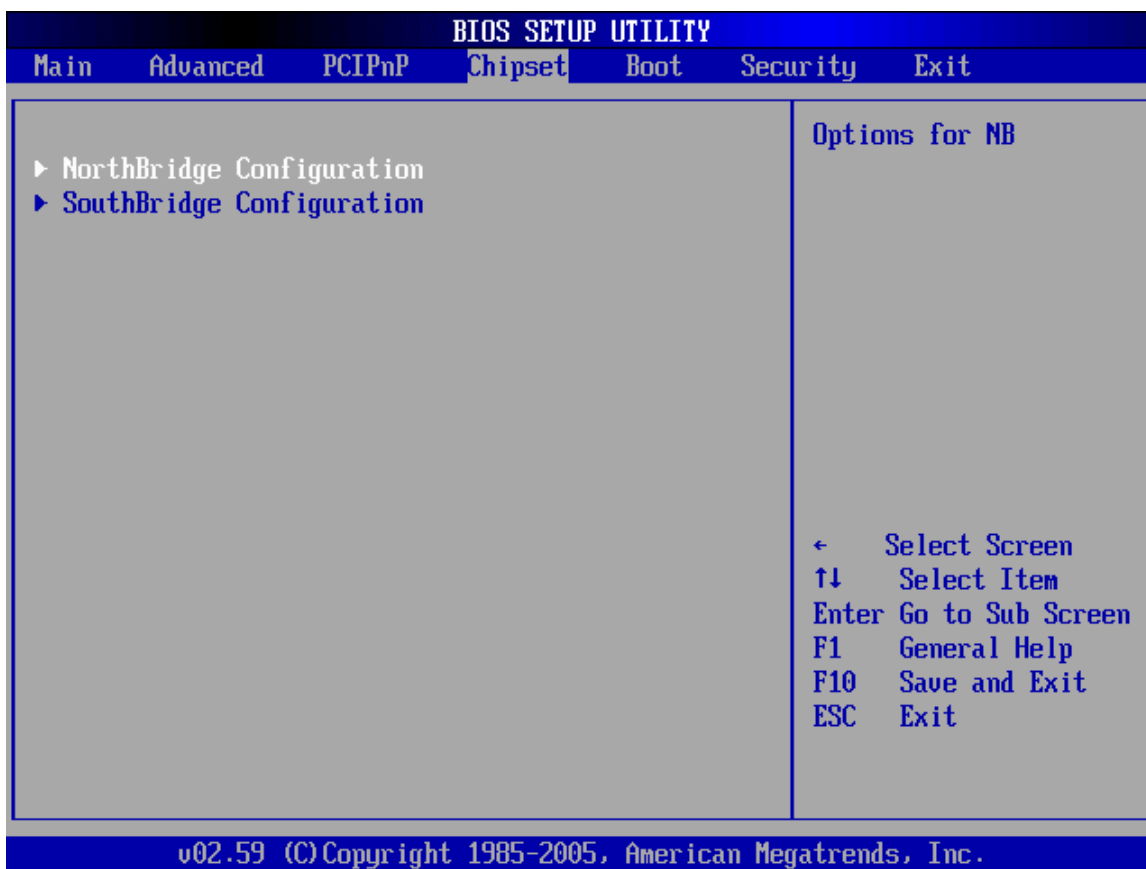 BIOS SETUP UTILITY
Main Advanced PCIPnP Chipset Boot Security Exit
▶ NorthBridge Configuration
▶ SouthBridge Configuration
Options for NB
← Select Screen
↑↓ Select Item
Enter Go to Sub Screen
F1 General Help
F10 Save and Exit
ESC Exit
v02.59 (C)Copyright 1985-2005, American Megatrends, Inc.